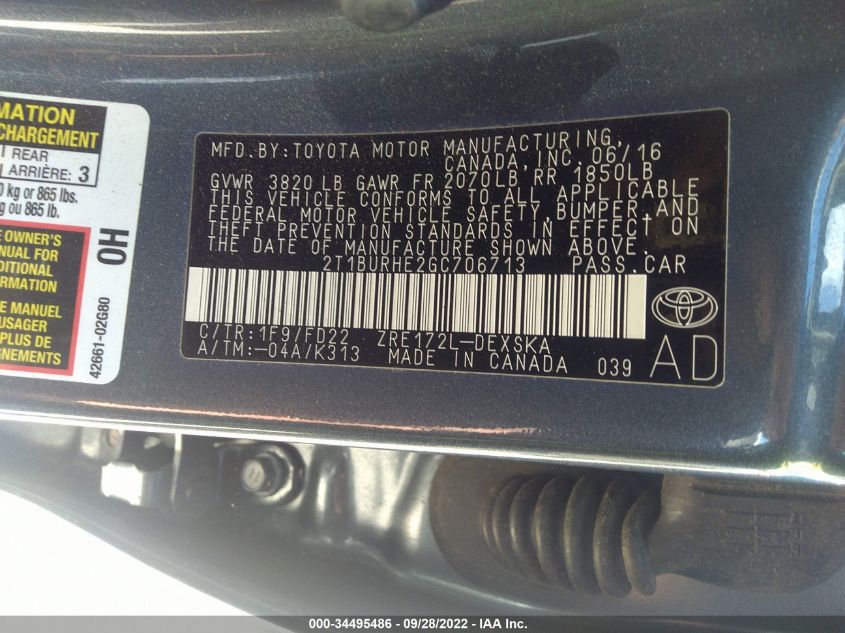 MATION
CHARGEMENT
REAR
ARRIÈRE: 3
kg or 865 lbs.
ou 865 lb.
OWNER'S
MANUAL FOR
DDITIONAL
FORMATION
LE MANUEL
USAGER
PLUS DE
IGNEMENTS
OH
42661-02G80
MFD.BY:TOYOTA MOTOR MANUFACTURING,
CANADA, INC. 06/16
GVWR 3820 LB GAWR FR 2070LB, RR 1850LB
THIS VEHICLE CONFORMS TO ALL APPLICABLE
FEDERAL MOTOR VEHICLE SAFETY, BUMPER, AND
THEFT PREVENTION STANDARDS IN EFFECT ON
THE DATE OF MANUFACTURE SHOWN ABOVE.
2T1BURHE2GC706713 PASS.CAR
C/TR:1F9/FD22 ZRE172L-DEXSKA
A/TM:-04A/K313 MADE IN CANADA 039
AD
000-34495486 - 09/28/2022 - IAA Inc.